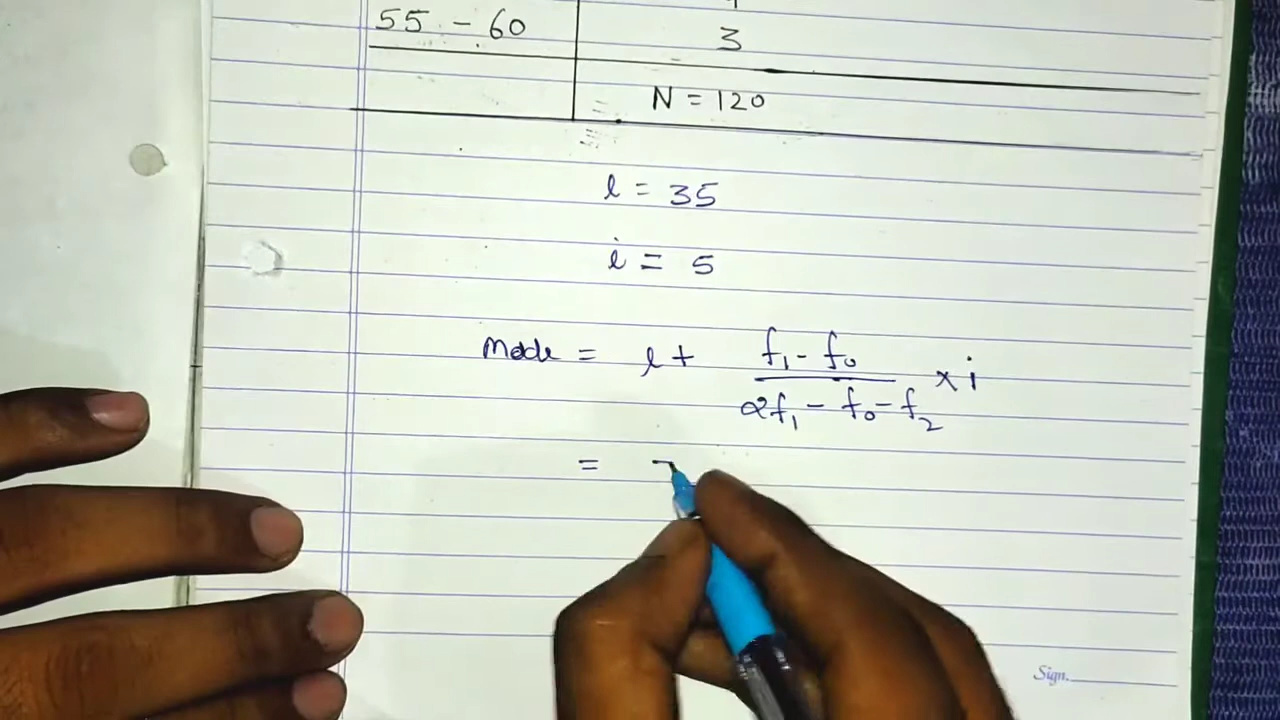 55 - 60 3
N = 120
l = 35
i = 5
Mode = l + f₁ - f₀ / 2f₁ - f₀ - f₂ × i
=
Sign.